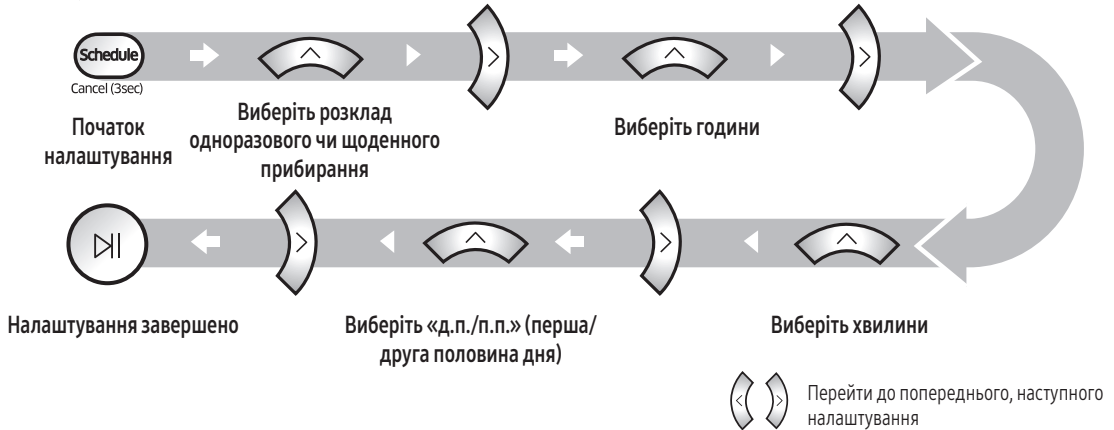 Schedule
Cancel (3sec)
Початок
налаштування
Виберіть розклад
одноразового чи щоденного
прибирання
Виберіть години
Налаштування завершено
Виберіть «д.п./п.п.» (перша/
друга половина дня)
Виберіть хвилини
Перейти до попереднього, наступного
налаштування